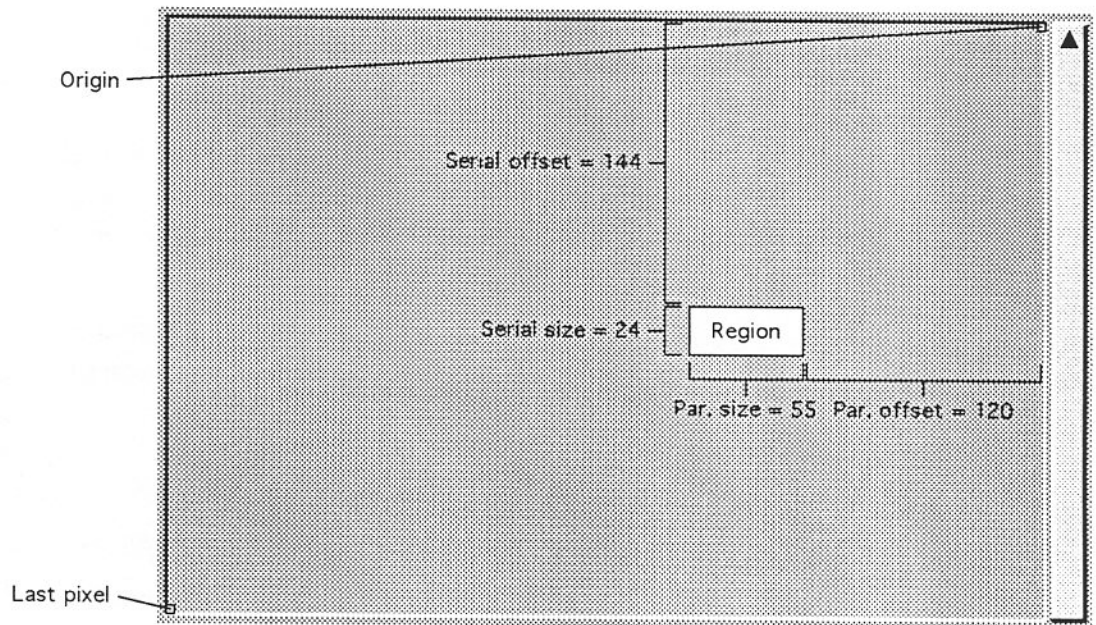 Origin
Serial offset = 144
Serial size = 24
Region
Par. size = 55
Par. offset = 120
Last pixel